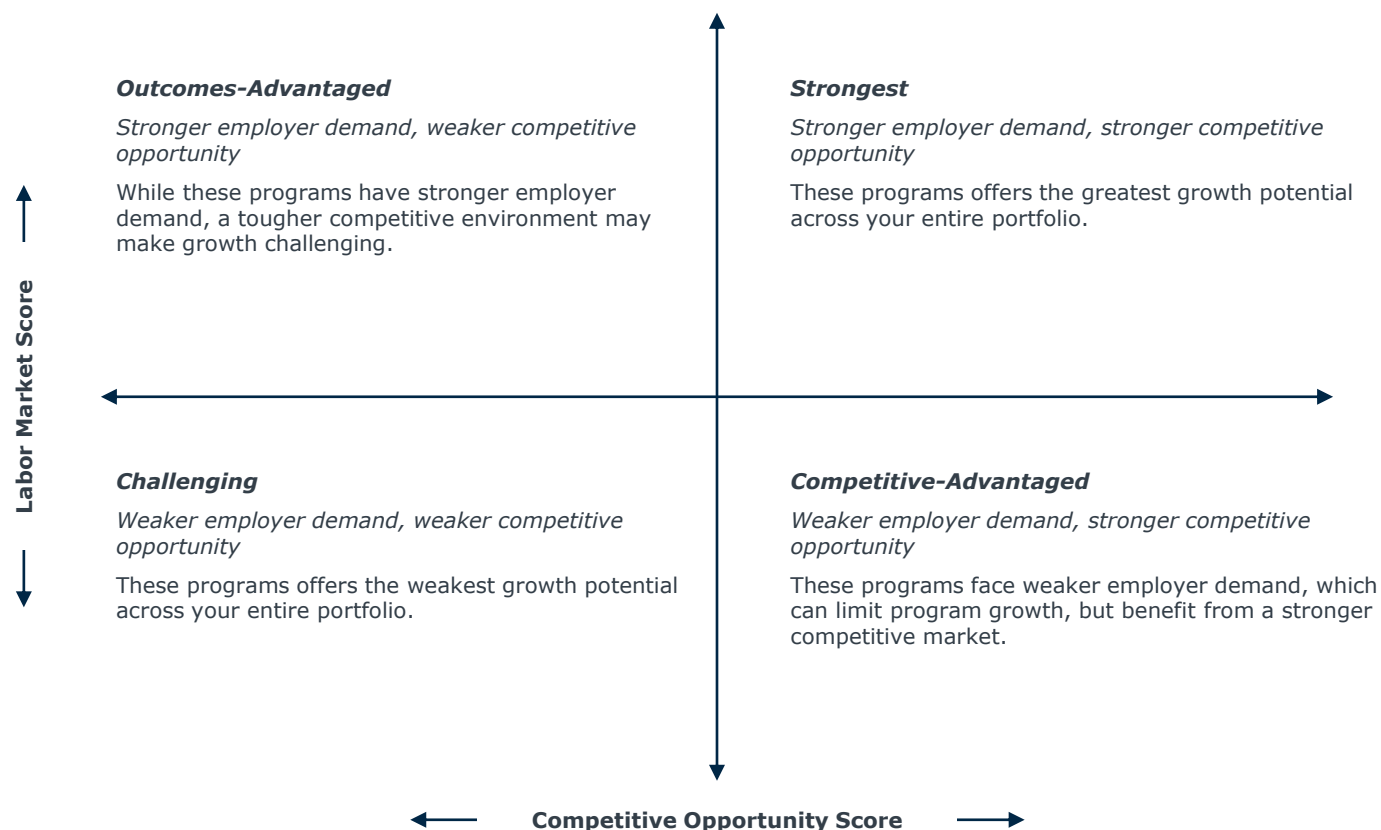 Outcomes-Advantaged
Stronger employer demand, weaker competitive
opportunity
While these programs have stronger employer
demand, a tougher competitive environment may
make growth challenging.
Strongest
Stronger employer demand, stronger competitive
opportunity
These programs offers the greatest growth potential
across your entire portfolio.
Labor Market Score
Challenging
Weaker employer demand, weaker competitive
opportunity
These programs offers the weakest growth potential
across your entire portfolio.
Competitive-Advantaged
Weaker employer demand, stronger competitive
opportunity
These programs face weaker employer demand, which
can limit program growth, but benefit from a stronger
competitive market.
Competitive Opportunity Score